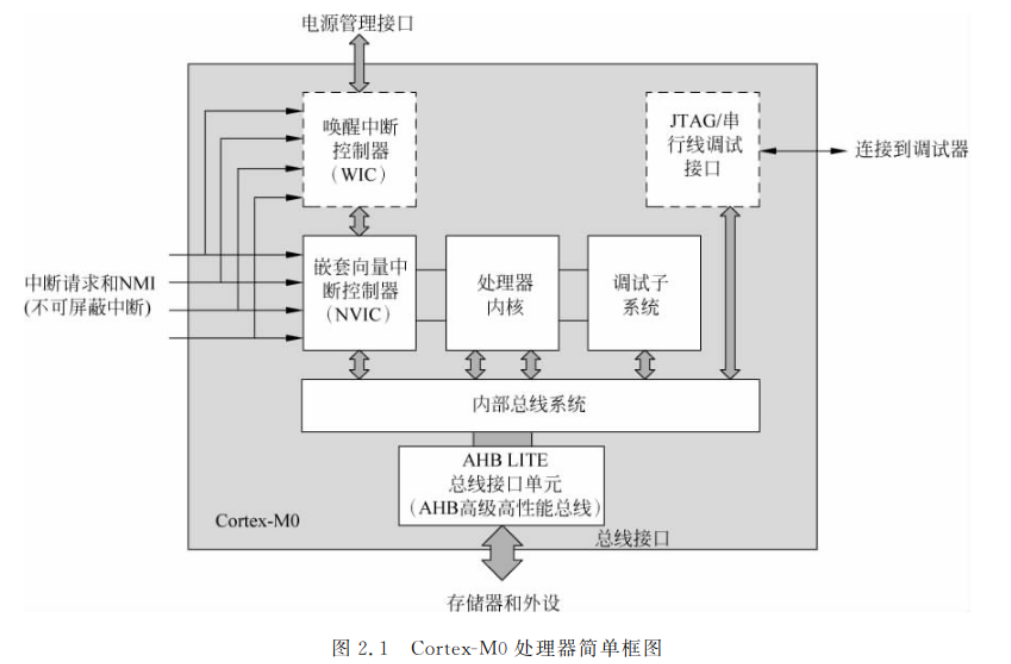 电源管理接口
唤醒中断
控制器
(WIC)
JTAG/串
行线调试
接口
连接到调试器
中断请求和NMI
(不可屏蔽中断)
嵌套向量中
断控制器
(NVIC)
处理器
内核
调试子
系统
内部总线系统
AHB LITE
总线接口单元
(AHB高级高性能总线)
Cortex-M0
总线接口
存储器和外设
图 2.1 Cortex-M0 处理器简单框图